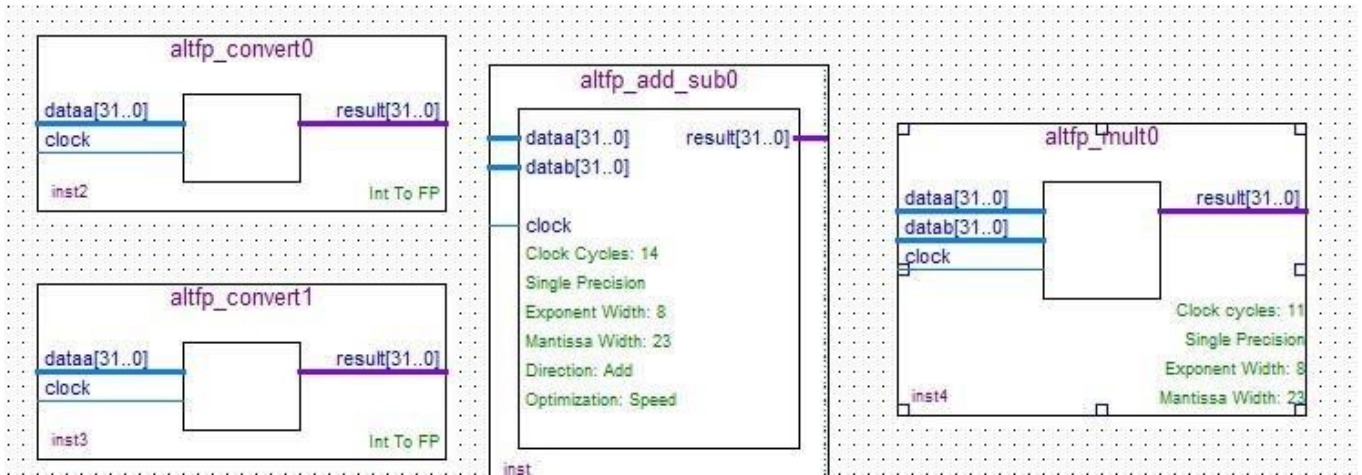 altfp_convert0
dataa[31..0]
result[31..0]
clock
inst2
Int To FP
altfp_convert1
dataa[31..0]
result[31..0]
clock
inst3
Int To FP
altfp_add_sub0
dataa[31..0]
result[31..0]
datab[31..0]
clock
Clock Cycles: 14
Single Precision
Exponent Width: 8
Mantissa Width: 23
Direction: Add
Optimization: Speed
inst
altfp_mult0
dataa[31..0]
result[31..0]
datab[31..0]
clock
Clock cycles: 11
Single Precision
Exponent Width: 8
inst4
Mantissa Width: 23